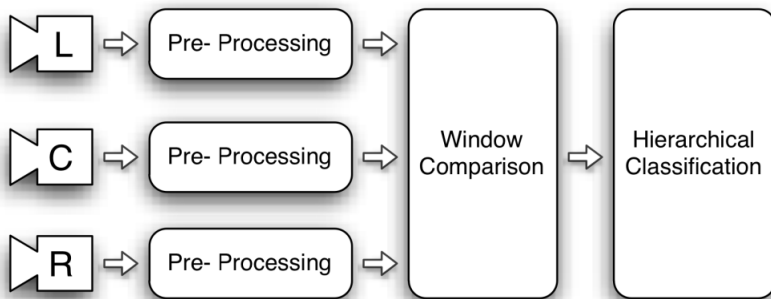 L
Pre- Processing
C
Pre- Processing
R
Pre- Processing
Window
Comparison
Hierarchical
Classification